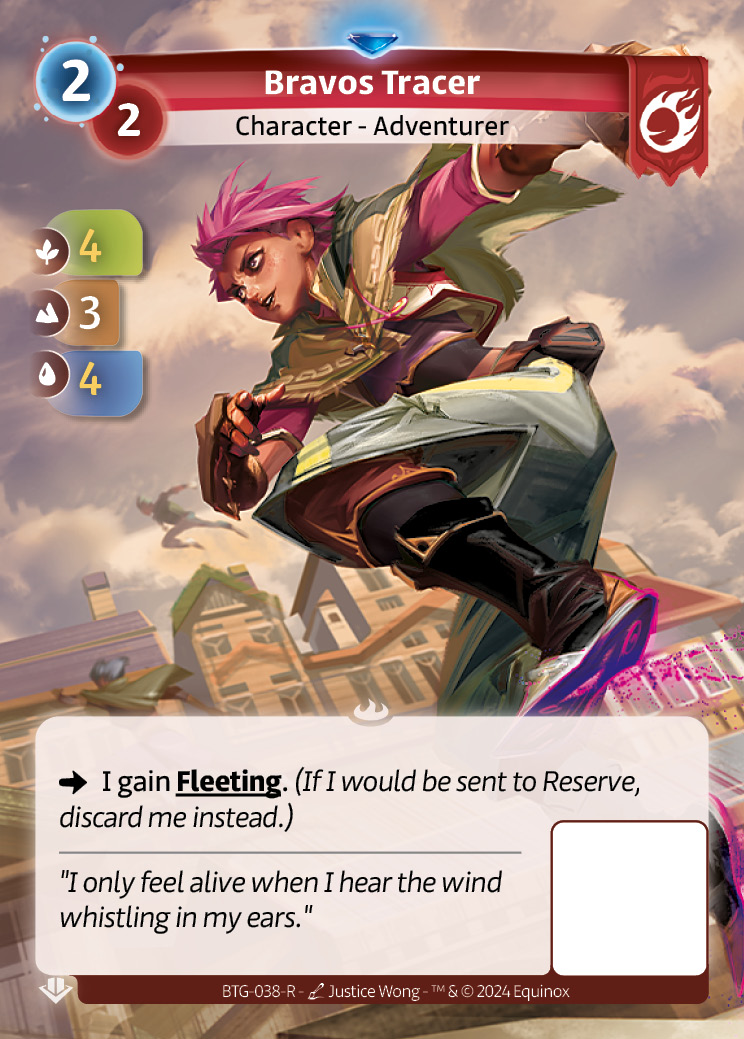 2
Bravos Tracer
2
Character - Adventurer
4
3
4
I gain Fleeting. (If I would be sent to Reserve,
discard me instead.)
"I only feel alive when I hear the wind
whistling in my ears."
BTG-038-R - Justice Wong - ™ & © 2024 Equinox